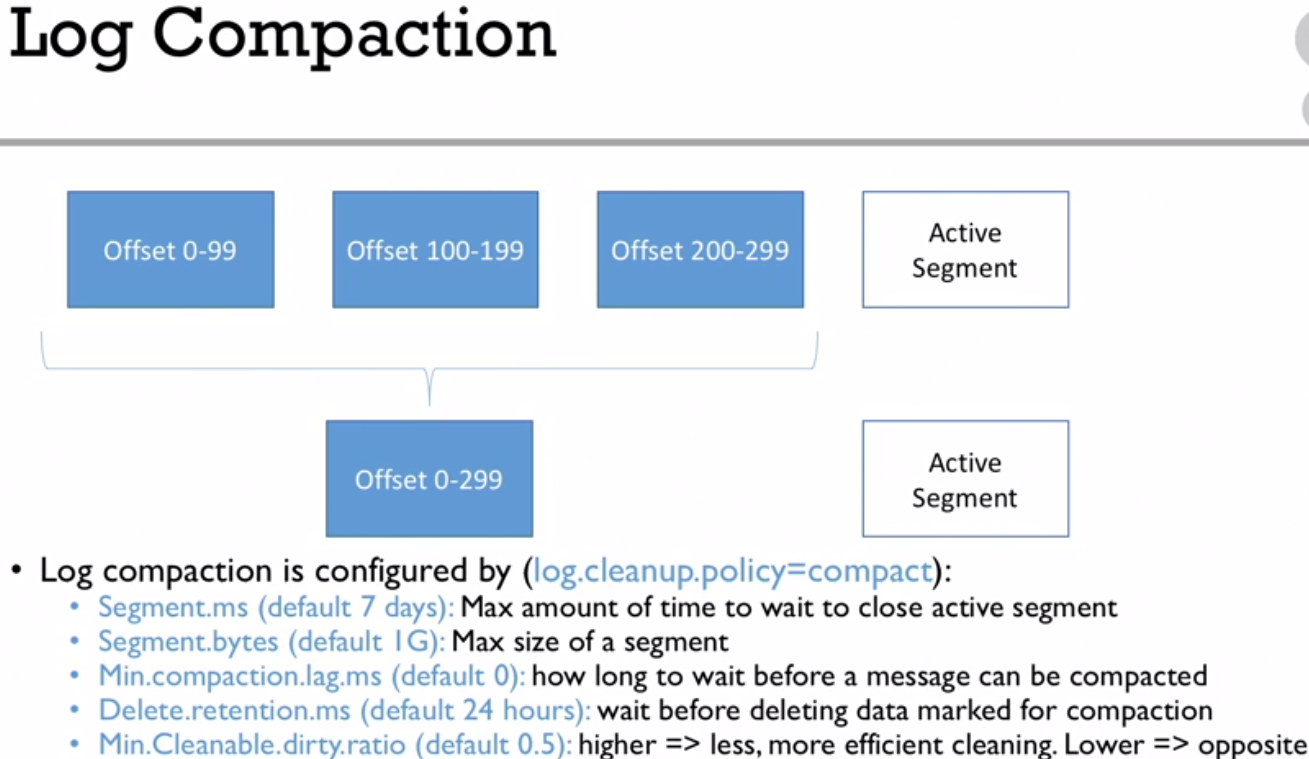 Log Compaction
Offset 0-99
Offset 100-199
Offset 200-299
Active
Segment
Offset 0-299
Active
Segment
• Log compaction is configured by (log.cleanup.policy=compact):
• Segment.ms (default 7 days): Max amount of time to wait to close active segment
• Segment.bytes (default 1G): Max size of a segment
• Min.compaction.lag.ms (default 0): how long to wait before a message can be compacted
• Delete.retention.ms (default 24 hours): wait before deleting data marked for compaction
• Min.Cleanable.dirty.ratio (default 0.5): higher => less, more efficient cleaning. Lower => opposite